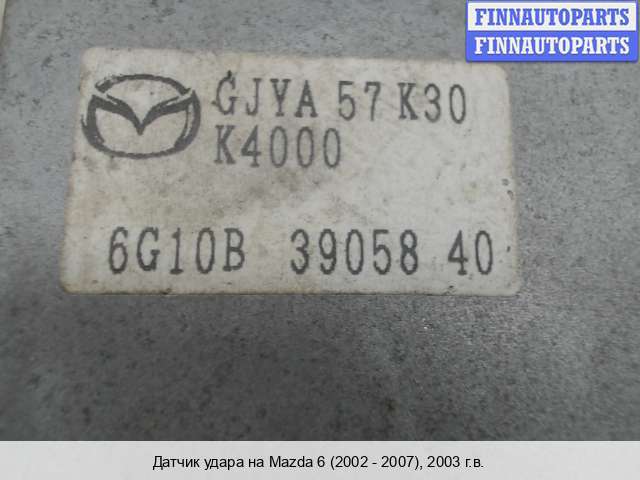 FINNAUTOPARTS
FINNAUTOPARTS
GJYA 57 K30
K4000
6G10B 39058 40
Датчик удара на Mazda 6 (2002 - 2007), 2003 г.в.